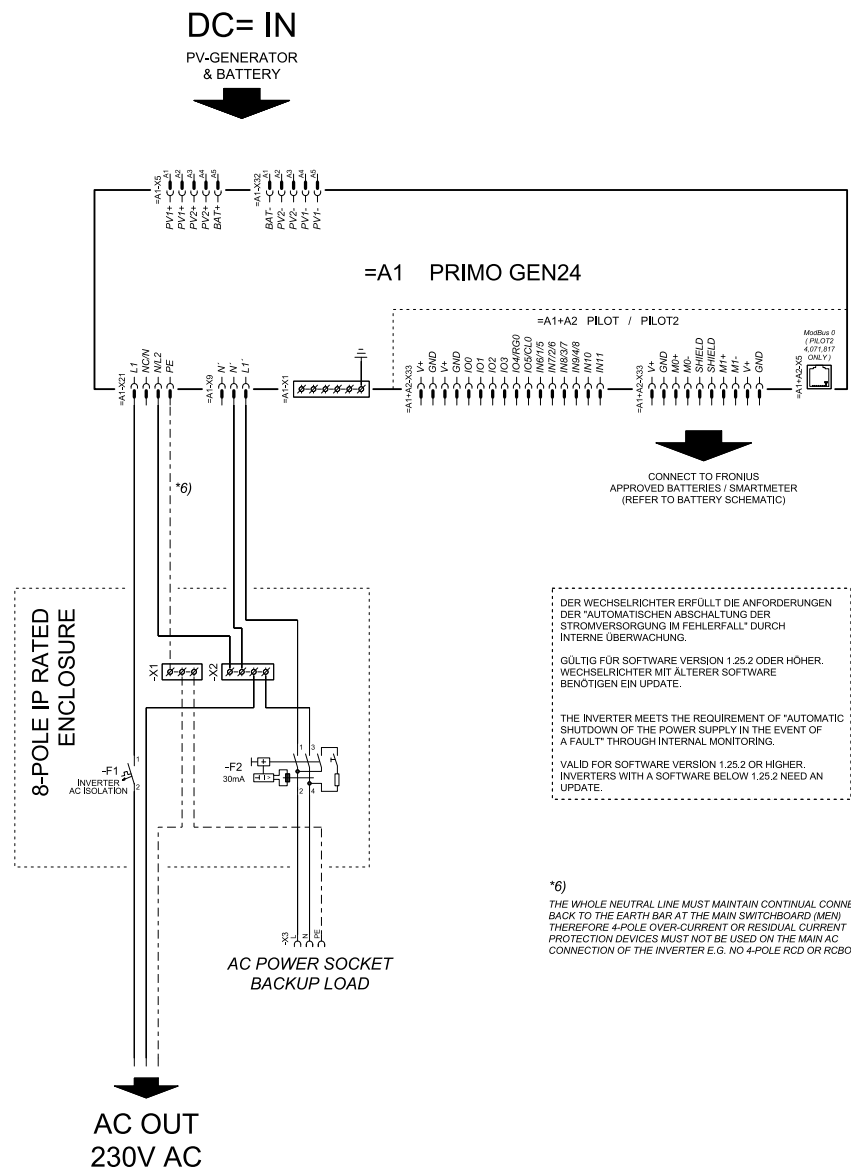 DC= IN
PV-GENERATOR
& BATTERY
=A1-X5
A1
A2
A3
A4
A5
PV1+
PV1+
PV2+
PV2+
BAT+
=A1-X32
A1
A2
A3
A4
A5
BAT-
PV2-
PV2-
PV1-
PV1-
=A1 PRIMO GEN24
=A1+A2 PILOT / PILOT2
ModBus 0
( PILOT2
4,071,817
ONLY )
=A1-X21
L1
NC/N
N/L2
PE
=A1-X9
N´
N´
L1´
=A1-X1
=A1+A2-X33
V+
GND
V+
GND
IO0
IO1
IO2
IO3
IO4/RG0
IO5/CL0
IN6/1/5
IN7/2/6
IN8/3/7
IN9/4/8
IN10
IN11
=A1+A2-X33
V+
GND
M0+
M0-
SHIELD
SHIELD
M1+
M1-
V+
GND
=A1+A2-X5
*6)
CONNECT TO FRONIUS
APPROVED BATTERIES / SMARTMETER
(REFER TO BATTERY SCHEMATIC)
8-POLE IP RATED
ENCLOSURE
-X1
-X2
-F1
INVERTER
AC ISOLATION
1
2
-F2
30mA
1
3
2
4
-X3
L
N
PE
AC POWER SOCKET
BACKUP LOAD
DER WECHSELRICHTER ERFÜLLT DIE ANFORDERUNGEN
DER "AUTOMATISCHEN ABSCHALTUNG DER
STROMVERSORGUNG IM FEHLERFALL" DURCH
INTERNE ÜBERWACHUNG.
GÜLTIG FÜR SOFTWARE VERSION 1.25.2 ODER HÖHER.
WECHSELRICHTER MIT ÄLTERER SOFTWARE
BENÖTIGEN EIN UPDATE.
THE INVERTER MEETS THE REQUIREMENT OF "AUTOMATIC
SHUTDOWN OF THE POWER SUPPLY IN THE EVENT OF
A FAULT" THROUGH INTERNAL MONITORING.
VALID FOR SOFTWARE VERSION 1.25.2 OR HIGHER.
INVERTERS WITH A SOFTWARE BELOW 1.25.2 NEED AN
UPDATE.
*6)
THE WHOLE NEUTRAL LINE MUST MAINTAIN CONTINUAL CONNE
BACK TO THE EARTH BAR AT THE MAIN SWITCHBOARD (MEN)
THEREFORE 4-POLE OVER-CURRENT OR RESIDUAL CURRENT
PROTECTION DEVICES MUST NOT BE USED ON THE MAIN AC
CONNECTION OF THE INVERTER E.G. NO 4-POLE RCD OR RCBO
AC OUT
230V AC